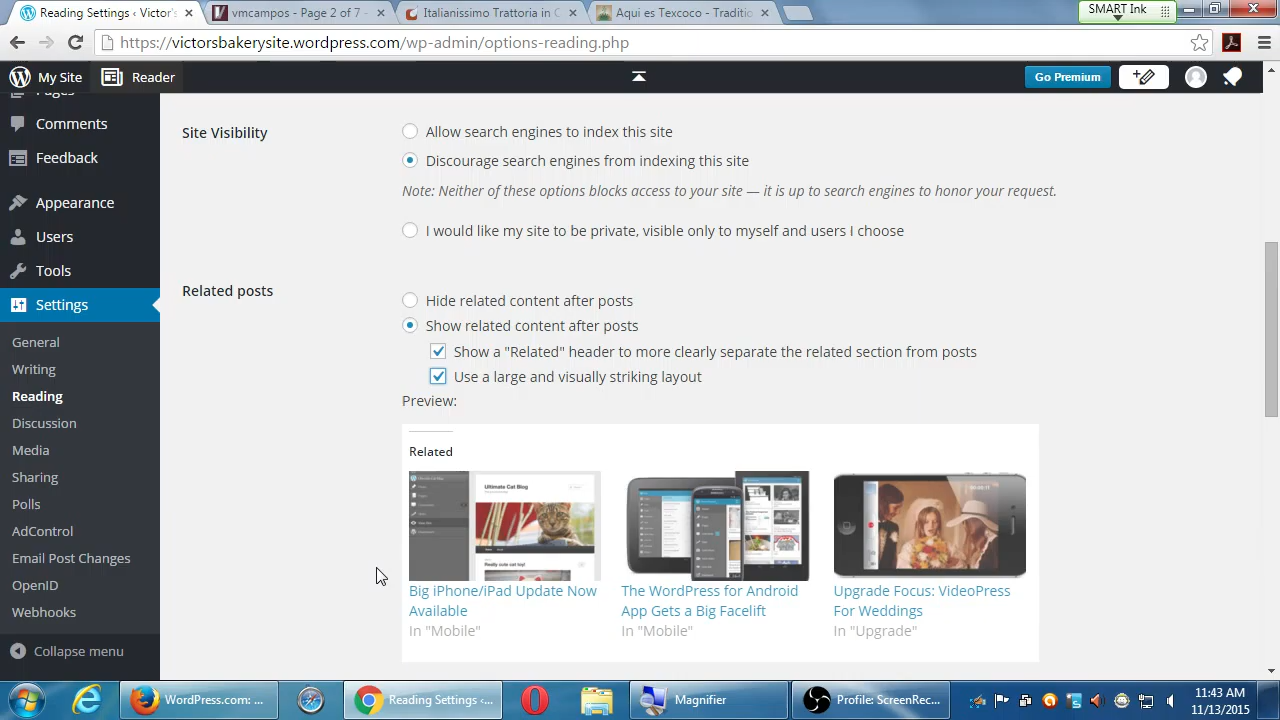 Reading Settings ‹ Victor's
vmcampos - Page 2 of 7 -
Italianissimo Trattoria in C
Aqui es Texcoco - Traditio
SMART Ink
https://victorsbakerysite.wordpress.com/wp-admin/options-reading.php
My Site
Reader
Go Premium
Pages
Comments
Feedback
Appearance
Users
Tools
Settings
General
Writing
Reading
Discussion
Media
Sharing
Polls
AdControl
Email Post Changes
OpenID
Webhooks
Collapse menu
Site Visibility
Allow search engines to index this site
Discourage search engines from indexing this site
Note: Neither of these options blocks access to your site — it is up to search engines to honor your request.
I would like my site to be private, visible only to myself and users I choose
Related posts
Hide related content after posts
Show related content after posts
Show a "Related" header to more clearly separate the related section from posts
Use a large and visually striking layout
Preview:
Related
Ultimate Cat Blog
Really cute cat toy!
Big iPhone/iPad Update Now
Available
In "Mobile"
The WordPress for Android
App Gets a Big Facelift
In "Mobile"
Upgrade Focus: VideoPress
For Weddings
In "Upgrade"
WordPress.com: ...
Reading Settings ‹...
Magnifier
Profile: ScreenRec...
11:43 AM
11/13/2015